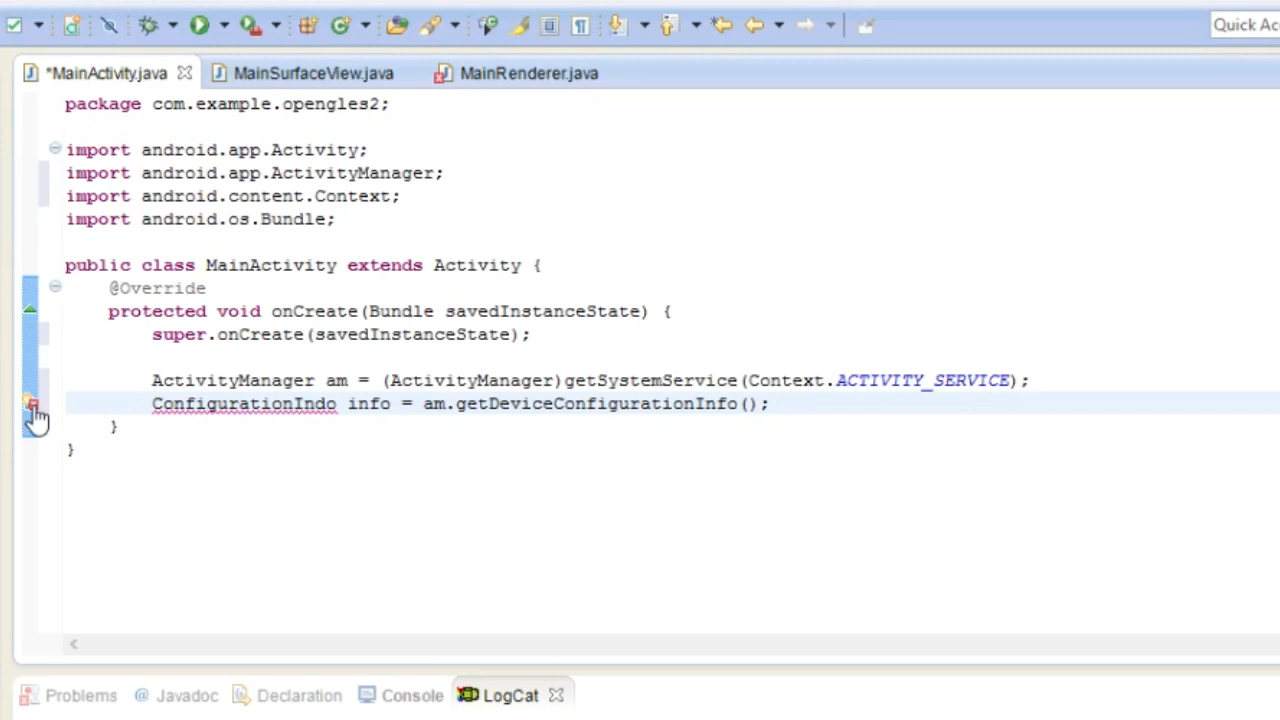 Quick Ac
*MainActivity.java MainSurfaceView.java MainRenderer.java
package com.example.opengles2;
import android.app.Activity;
import android.app.ActivityManager;
import android.content.Context;
import android.os.Bundle;
public class MainActivity extends Activity {
@Override
protected void onCreate(Bundle savedInstanceState) {
super.onCreate(savedInstanceState);
ActivityManager am = (ActivityManager)getSystemService(Context.ACTIVITY_SERVICE);
ConfigurationIndo info = am.getDeviceConfigurationInfo();
}
}
Problems @ Javadoc Declaration Console LogCat